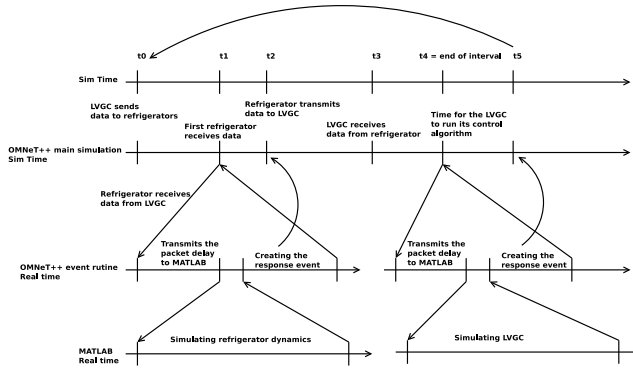 t0
t1
t2
t3
t4 = end of interval
t5
Sim Time
LVGC sends
data to refrigerators
Refrigerator transmits
data to LVGC
First refrigerator
receives data
LVGC receives
data from refrigerator
Time for the LVGC
to run its control
algorithm
OMNeT++ main simulation
Sim Time
Refrigerator receives
data from LVGC
Transmits the
packet delay
to MATLAB
Creating the
response event
Transmits the
packet delay
to MATLAB
Creating the
response event
OMNeT++ event rutine
Real time
Simulating refrigerator dynamics
Simulating LVGC
MATLAB
Real time